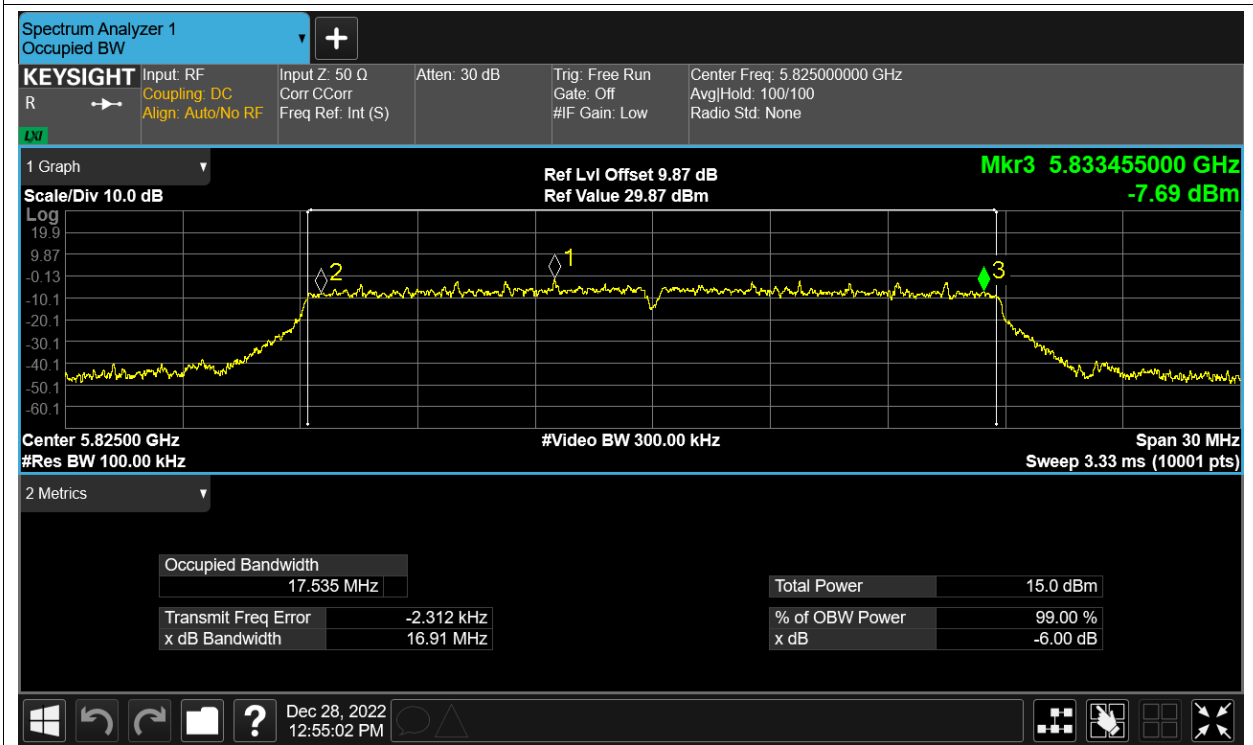 Spectrum Analyzer 1
Occupied BW
KEYSIGHT
R
LXI
Input: RF
Coupling: DC
Align: Auto/No RF
Input Z: 50 Ω
Corr CCorr
Freq Ref: Int (S)
Atten: 30 dB
Trig: Free Run
Gate: Off
#IF Gain: Low
Center Freq: 5.825000000 GHz
Avg|Hold: 100/100
Radio Std: None
1 Graph
Scale/Div 10.0 dB
Ref Lvl Offset 9.87 dB
Ref Value 29.87 dBm
Mkr3 5.833455000 GHz
-7.69 dBm
Log
19.9
9.87
-0.13
-10.1
-20.1
-30.1
-40.1
-50.1
-60.1
2
1
3
Center 5.82500 GHz
#Video BW 300.00 kHz
Span 30 MHz
#Res BW 100.00 kHz
Sweep 3.33 ms (10001 pts)
2 Metrics
Occupied Bandwidth
17.535 MHz
Transmit Freq Error -2.312 kHz
x dB Bandwidth 16.91 MHz
Total Power 15.0 dBm
% of OBW Power 99.00 %
x dB -6.00 dB
?
Dec 28, 2022
12:55:02 PM